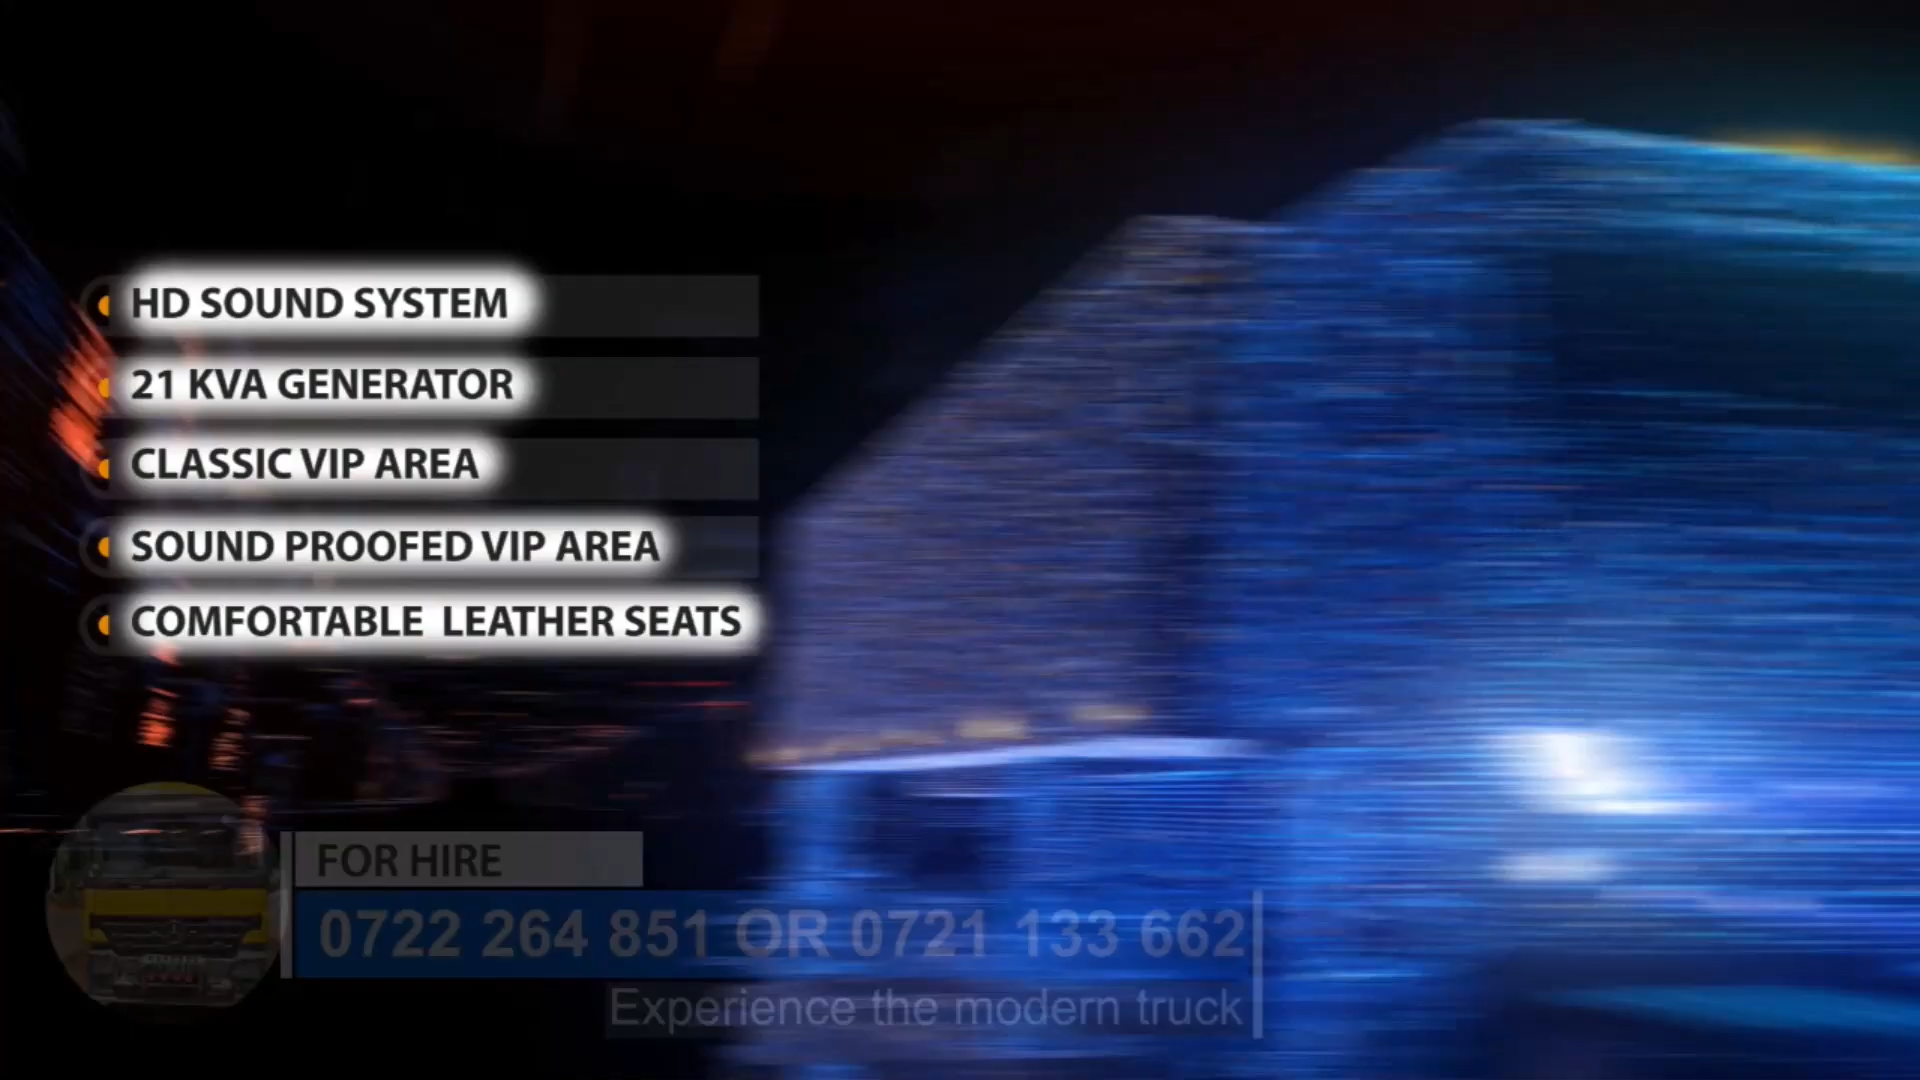 HD SOUND SYSTEM
21 KVA GENERATOR
CLASSIC VIP AREA
SOUND PROOFED VIP AREA
COMFORTABLE LEATHER SEATS
FOR HIRE
0722 264 851 OR 0721 133 662
Experience the modern truck